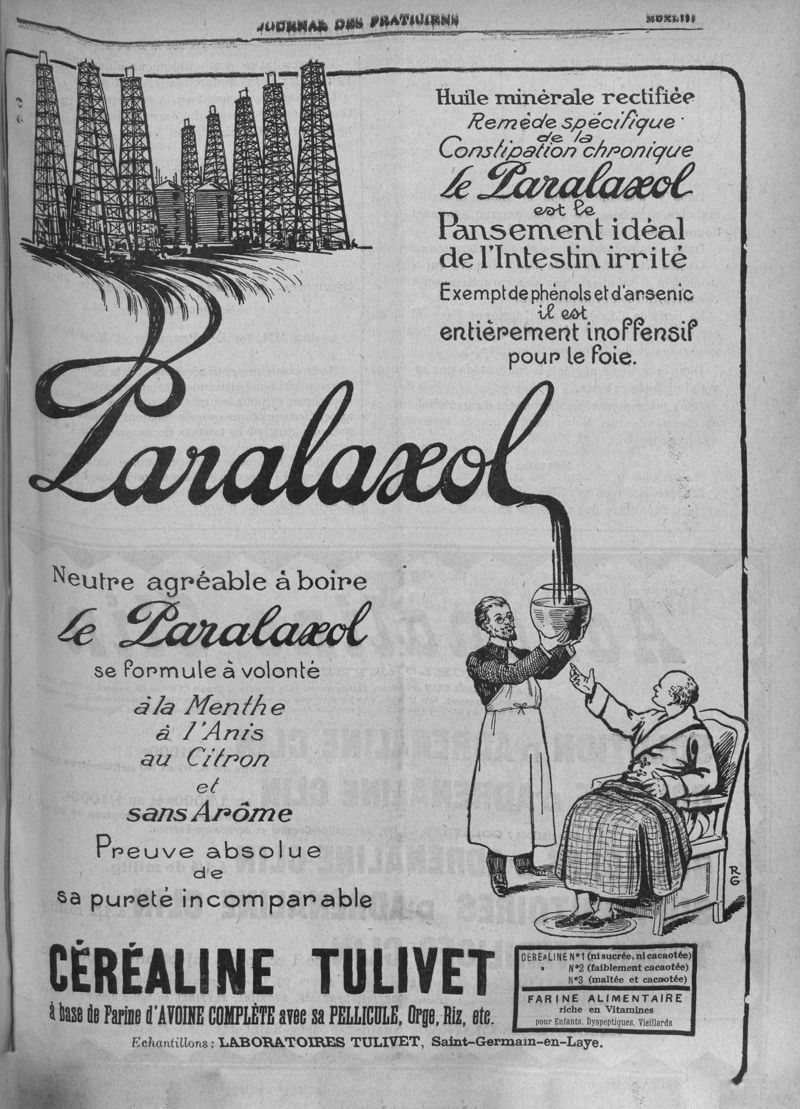 JOURNAL DES PRATICIENS
MDXLIII
Huile minérale rectifiée
Remède spécifique
de la
Constipation chronique
le Paralaxol
est le
Pansement idéal
de l'Intestin irrité
Exempt de phénols et d'arsenic
il est
entièrement inoffensif
pour le foie.
Paralaxol
Neutre agréable à boire
le Paralaxol
se formule à volonté
à la Menthe
à l'Anis
au Citron
et
sans Arôme
Preuve absolue
de
sa pureté incomparable
RG
CÉRÉALINE TULIVET
à base de Farine d'AVOINE COMPLÈTE avec sa PELLICULE, Orge, Riz, etc.
CÉRÉALINE N°1 (ni sucrée, ni cacaotée)
» N°2 (faiblement cacaotée)
N°3 (maltée et cacaotée)
FARINE ALIMENTAIRE
riche en Vitamines
pour Enfants, Dyspeptiques, Vieillards
Echantillons: LABORATOIRES TULIVET, Saint-Germain-en-Laye.